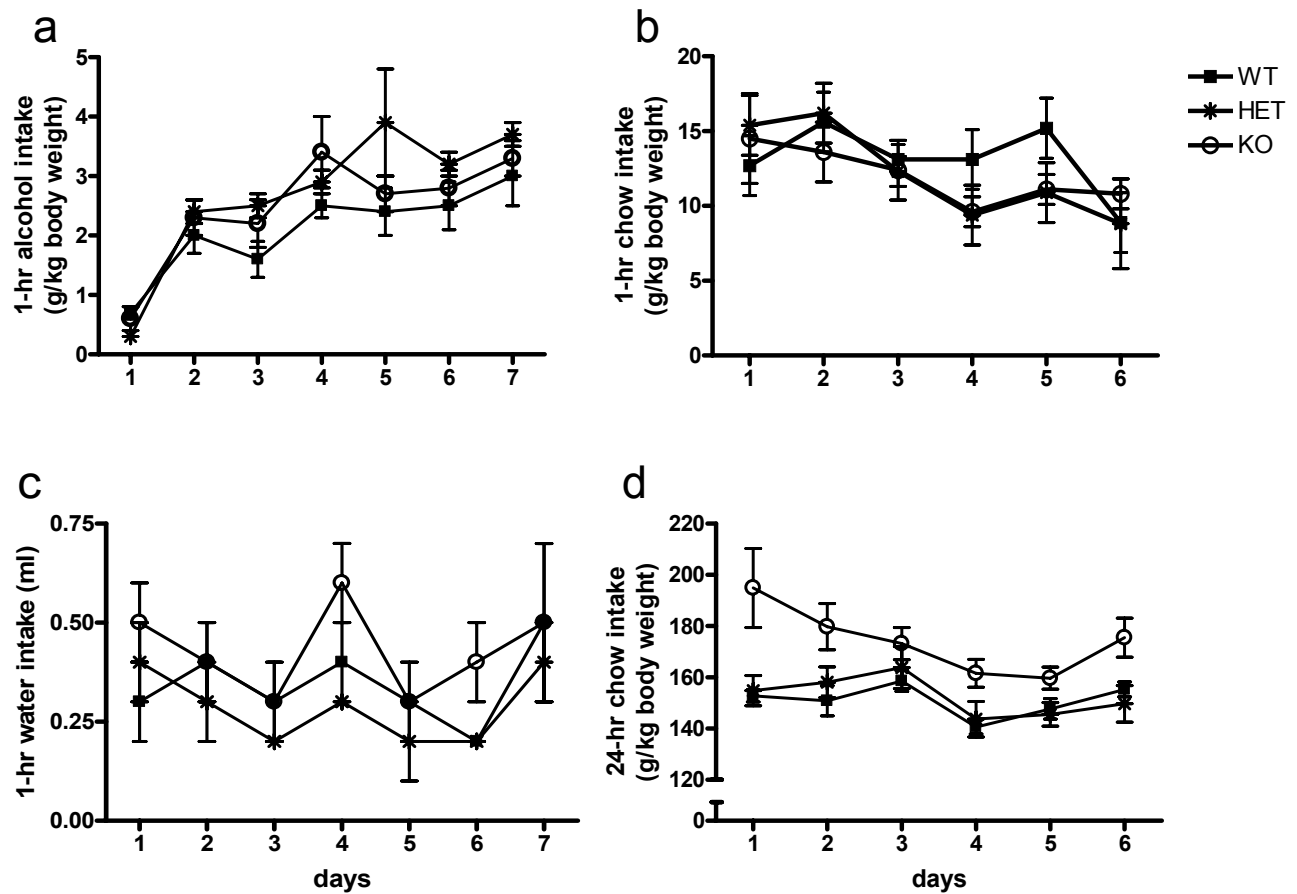 a
1-hr alcohol intake
(g/kg body weight)
5
4
3
2
1
0
1 2 3 4 5 6 7
b
1-hr chow intake
(g/kg body weight)
20
15
10
5
0
1 2 3 4 5 6
WT
HET
KO
c
1-hr water intake (ml)
0.75
0.50
0.25
0.00
1 2 3 4 5 6 7
days
d
24-hr chow intake
(g/kg body weight)
220
200
180
160
140
120
0
1 2 3 4 5 6
days